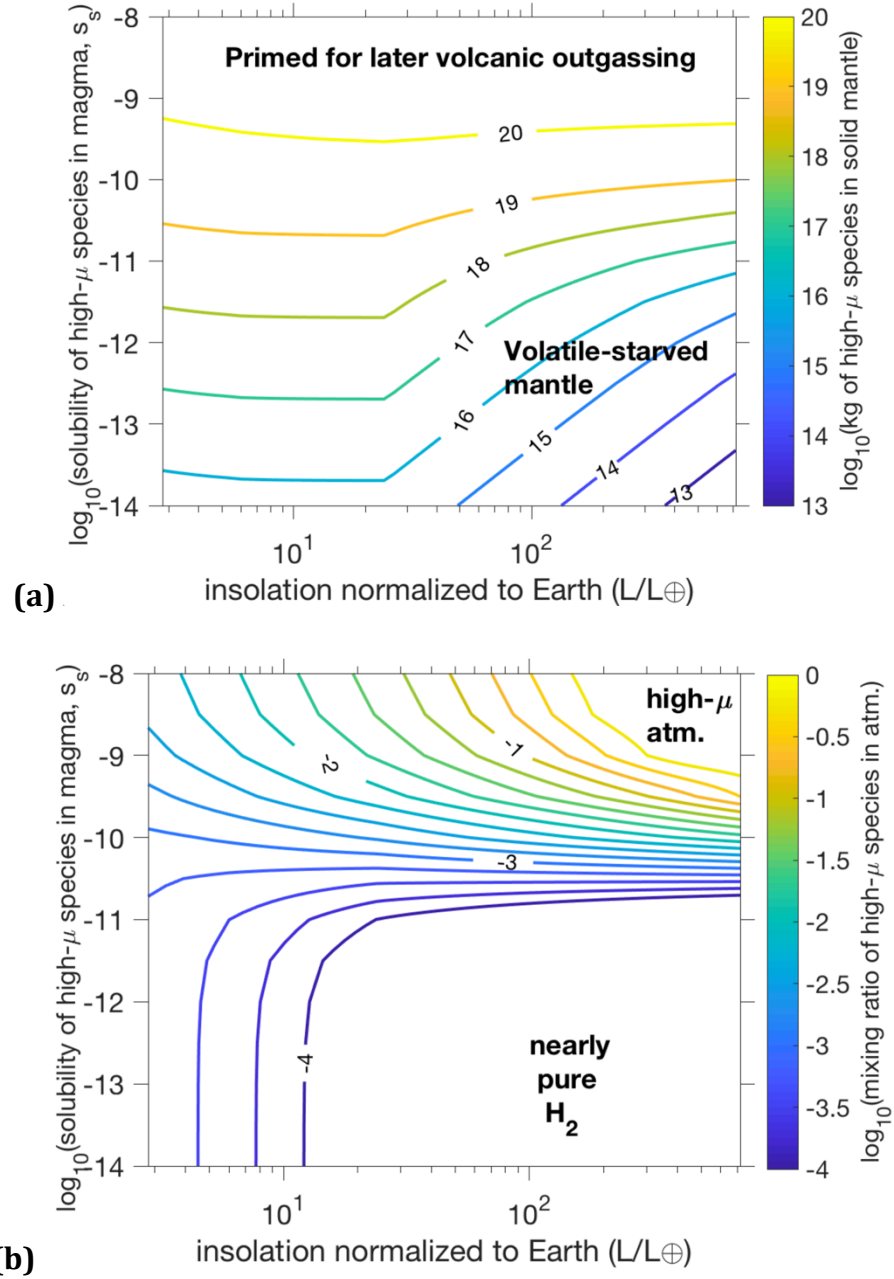 -8
-9
-10
-11
-12
-13
-14
log10(solubility of high-μ species in magma, ss)
Primed for later volcanic outgassing
20
19
18
17
16
15
14
13
Volatile-starved
mantle
10¹
10²
insolation normalized to Earth (L/L⊕)
20
19
18
17
16
15
14
13
log10(kg of high-μ species in solid mantle)
(a)
-8
-9
-10
-11
-12
-13
-14
log10(solubility of high-μ species in magma, ss)
high-μ
atm.
-1
-2
-3
-4
nearly
pure
H2
10¹
10²
insolation normalized to Earth (L/L⊕)
0
-0.5
-1
-1.5
-2
-2.5
-3
-3.5
-4
log10(mixing ratio of high-μ species in atm.)
(b)